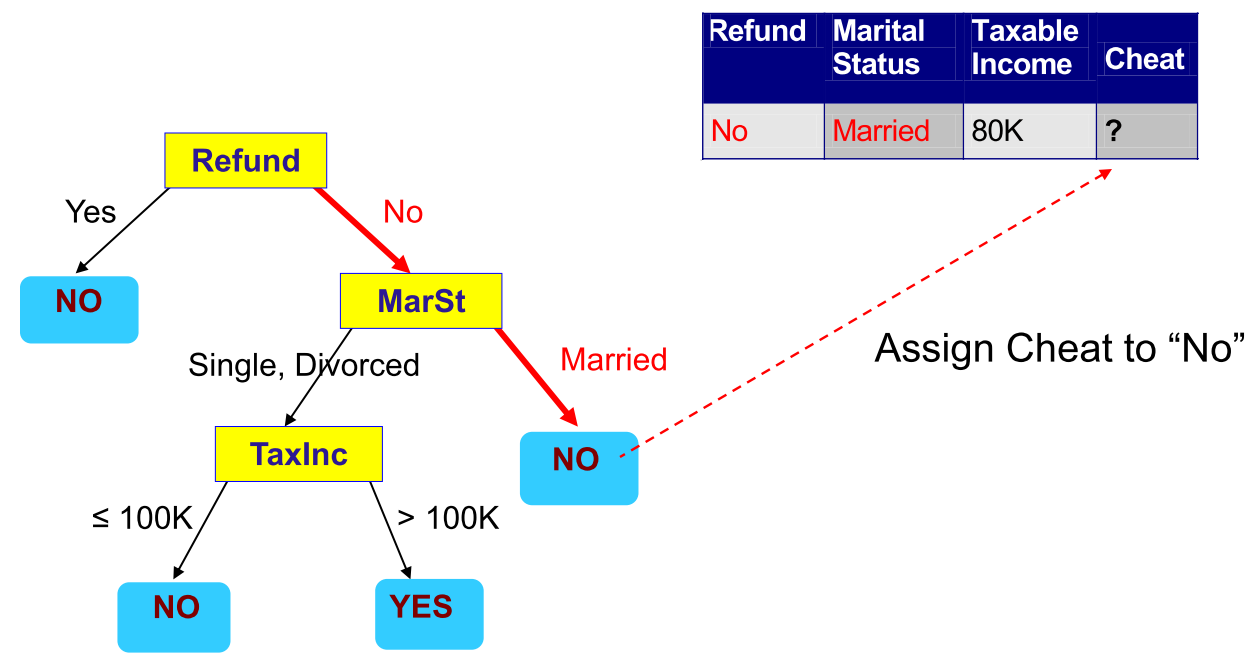 Refund
Marital
Status
Taxable
Income
Cheat
No
Married
80K
?
Refund
Yes
No
NO
MarSt
Single, Divorced
Married
Assign Cheat to “No”
TaxInc
NO
≤ 100K
> 100K
NO
YES